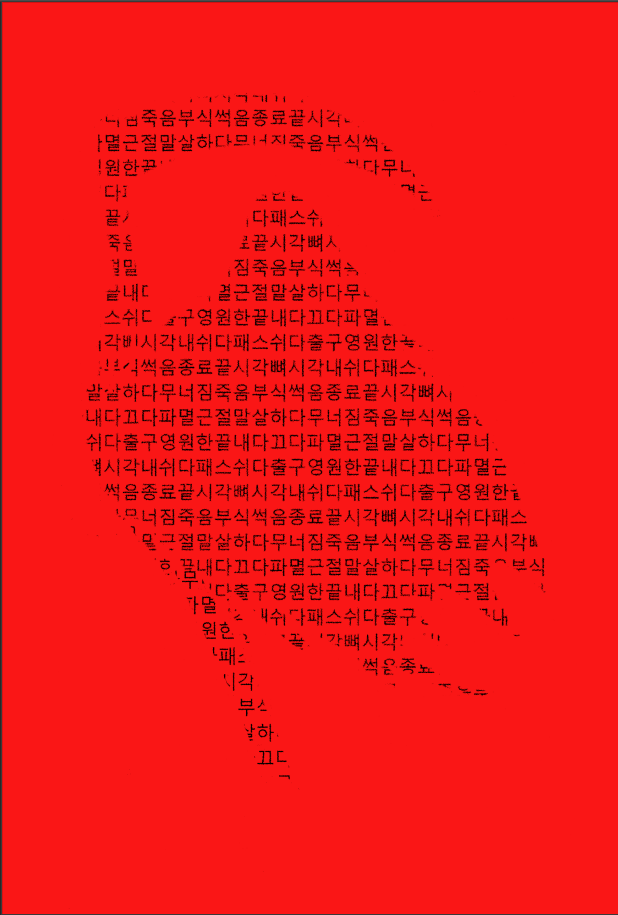 죽음부식썩음종료끝시각
멸근절말살하다무너짐죽음부식썩
원한끝 하다무너
다 멸근
끝 다패스쉬
죽음 료끝시각뼈시
절말 짐죽음부식썩
끝내다 멸근절말살하다무너
스쉬다 출구영원한끝내다끄다파멸
각뼈시각내쉬다패스쉬다출구영원한끝
부식썩음종료끝시각뼈시각내쉬다패스
말살하다무너짐죽음부식썩음종료끝시각뼈시
내다끄다파멸근절말살하다무너짐죽음부식썩음
쉬다출구영원한끝내다끄다파멸근절말살하다무너
뼈시각내쉬다패스쉬다출구영원한끝내다끄다파멸근
썩음종료끝시각뼈시각내쉬다패스쉬다출구영원한끝
무너짐죽음부식썩음종료끝시각뼈시각내쉬다패스
멸근절말살하다무너짐죽음부식썩음종료끝시각뼈
한끝내다끄다파멸근절말살하다무너짐죽음부식
무 다출구영원한끝내다끄다파멸근절
파멸 내쉬다패스쉬다출구 끝내
원한 끝 각뼈시각
패스 썩음종료
시각
부식
살하
끄다